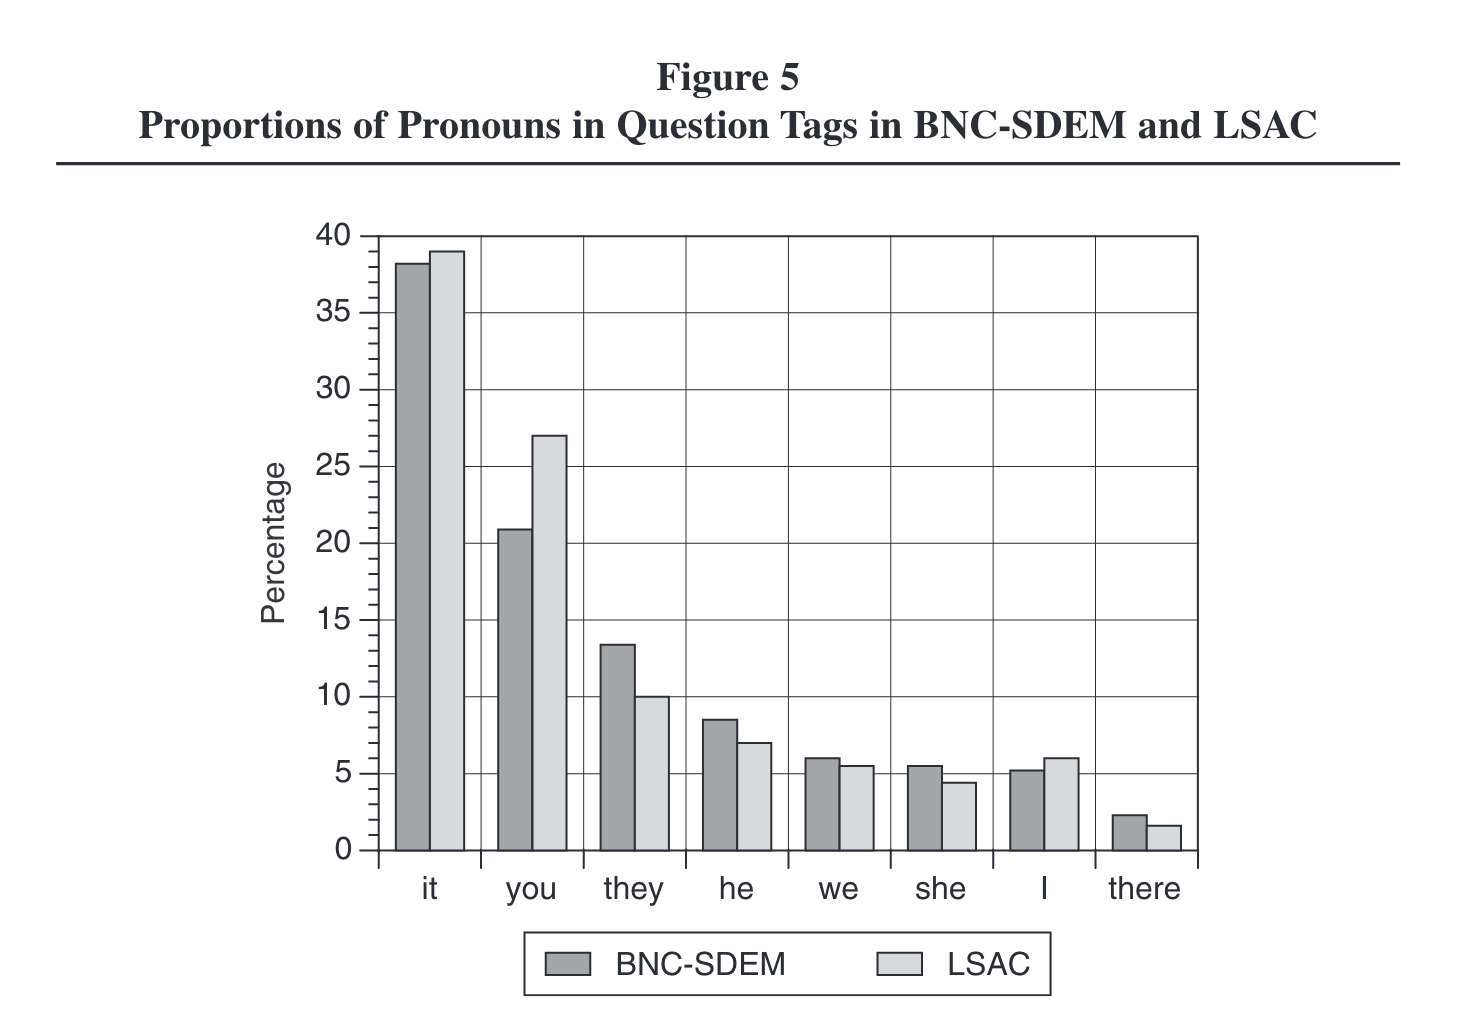 Figure 5
Proportions of Pronouns in Question Tags in BNC-SDEM and LSAC
40
35
30
25
20
15
10
5
0
Percentage
it you they he we she I there
BNC-SDEM LSAC